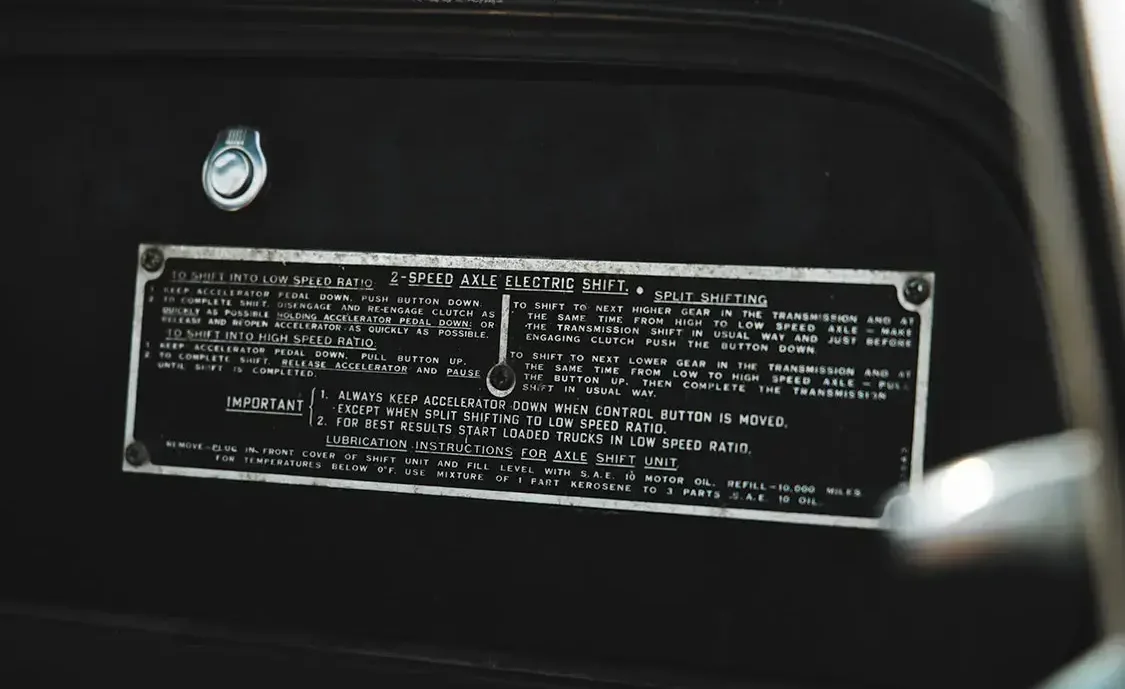 2-SPEED AXLE ELECTRIC SHIFT.
TO SHIFT INTO LOW SPEED RATIO
1 KEEP ACCELERATOR PEDAL DOWN, PUSH BUTTON DOWN.
2 TO COMPLETE SHIFT, DISENGAGE AND RE-ENGAGE CLUTCH AS
QUICKLY AS POSSIBLE HOLDING ACCELERATOR PEDAL DOWN; OR
RELEASE AND REOPEN ACCELERATOR AS QUICKLY AS POSSIBLE.
TO SHIFT INTO HIGH SPEED RATIO:
1 KEEP ACCELERATOR PEDAL DOWN, PULL BUTTON UP.
2. TO COMPLETE SHIFT, RELEASE ACCELERATOR AND PAUSE
UNTIL SHIFT IS COMPLETED.
SPLIT SHIFTING
TO SHIFT TO NEXT HIGHER GEAR IN THE TRANSMISSION AND AT
THE SAME TIME FROM HIGH TO LOW SPEED AXLE – MAKE
THE TRANSMISSION SHIFT IN USUAL WAY AND JUST BEFORE
ENGAGING CLUTCH PUSH THE BUTTON DOWN.
TO SHIFT TO NEXT LOWER GEAR IN THE TRANSMISSION AND AT
THE SAME TIME FROM LOW TO HIGH SPEED AXLE – PULL
THE BUTTON UP, THEN COMPLETE THE TRANSMISSION
SHIFT IN USUAL WAY.
IMPORTANT
1. ALWAYS KEEP ACCELERATOR DOWN WHEN CONTROL BUTTON IS MOVED,
EXCEPT WHEN SPLIT SHIFTING TO LOW SPEED RATIO.
2. FOR BEST RESULTS START LOADED TRUCKS IN LOW SPEED RATIO.
LUBRICATION INSTRUCTIONS FOR AXLE SHIFT UNIT
REMOVE-PLUG IN FRONT COVER OF SHIFT UNIT AND FILL LEVEL WITH S.A.E. 10 MOTOR OIL. REFILL-10,000 MILES
FOR TEMPERATURES BELOW 0°F. USE MIXTURE OF 1 PART KEROSENE TO 3 PARTS S.A.E. 10 OIL.